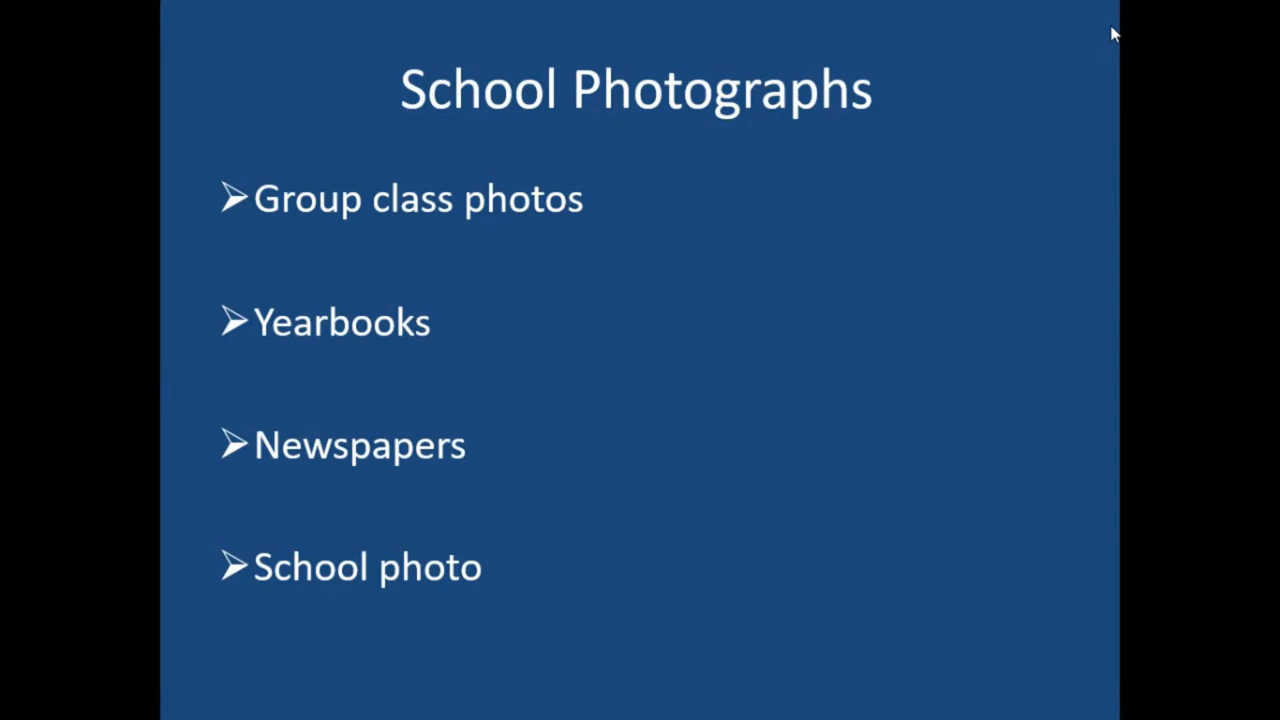 School Photographs
➢Group class photos
➢Yearbooks
➢Newspapers
➢School photo